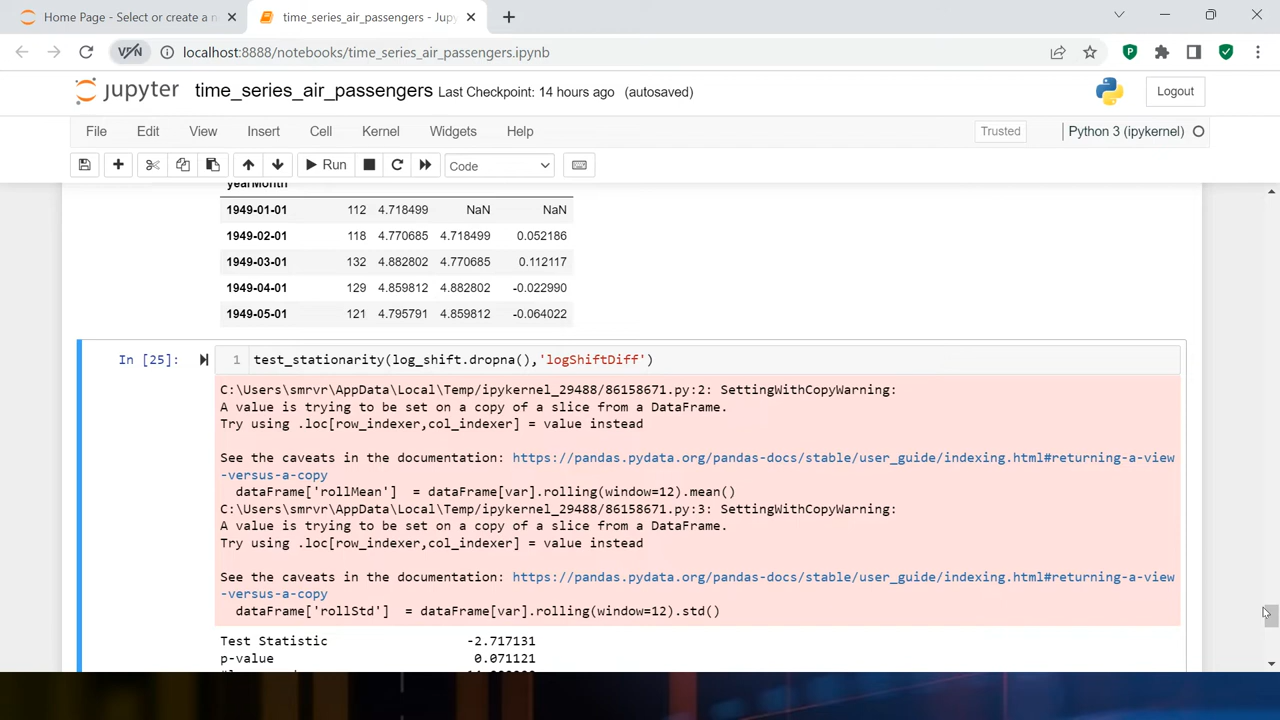 Home Page - Select or create a n
time_series_air_passengers - Jup
VPN
localhost:8888/notebooks/time_series_air_passengers.ipynb
jupyter time_series_air_passengers Last Checkpoint: 14 hours ago (autosaved)
Logout
File Edit View Insert Cell Kernel Widgets Help
Trusted
Python 3 (ipykernel)
Run
Code
yearMonth
1949-01-01 112 4.718499 NaN NaN
1949-02-01 118 4.770685 4.718499 0.052186
1949-03-01 132 4.882802 4.770685 0.112117
1949-04-01 129 4.859812 4.882802 -0.022990
1949-05-01 121 4.795791 4.859812 -0.064022
In [25]: 1 test_stationarity(log_shift.dropna(),'logShiftDiff')
C:\Users\smrvr\AppData\Local\Temp/ipykernel_29488/86158671.py:2: SettingWithCopyWarning:
A value is trying to be set on a copy of a slice from a DataFrame.
Try using .loc[row_indexer,col_indexer] = value instead
See the caveats in the documentation: https://pandas.pydata.org/pandas-docs/stable/user_guide/indexing.html#returning-a-view
-versus-a-copy
dataFrame['rollMean'] = dataFrame[var].rolling(window=12).mean()
C:\Users\smrvr\AppData\Local\Temp/ipykernel_29488/86158671.py:3: SettingWithCopyWarning:
A value is trying to be set on a copy of a slice from a DataFrame.
Try using .loc[row_indexer,col_indexer] = value instead
See the caveats in the documentation: https://pandas.pydata.org/pandas-docs/stable/user_guide/indexing.html#returning-a-view
-versus-a-copy
dataFrame['rollStd'] = dataFrame[var].rolling(window=12).std()
Test Statistic -2.717131
p-value 0.071121